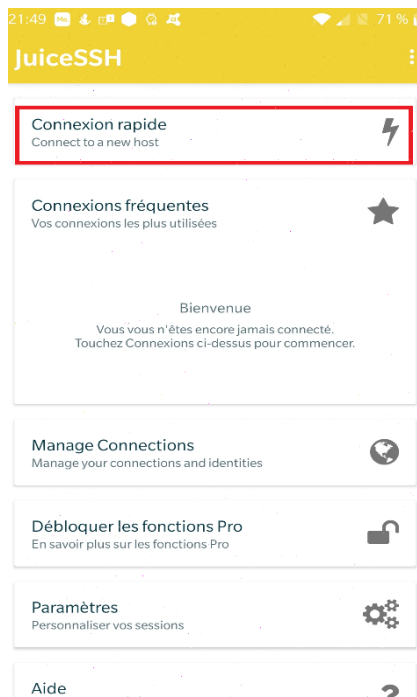 21:49 71 %
JuiceSSH
Connexion rapide
Connect to a new host
Connexions fréquentes
Vos connexions les plus utilisées
Bienvenue
Vous vous n'êtes encore jamais connecté.
Touchez Connexions ci-dessus pour commencer.
Manage Connections
Manage your connections and identities
Débloquer les fonctions Pro
En savoir plus sur les fonctions Pro
Paramètres
Personnaliser vos sessions
Aide